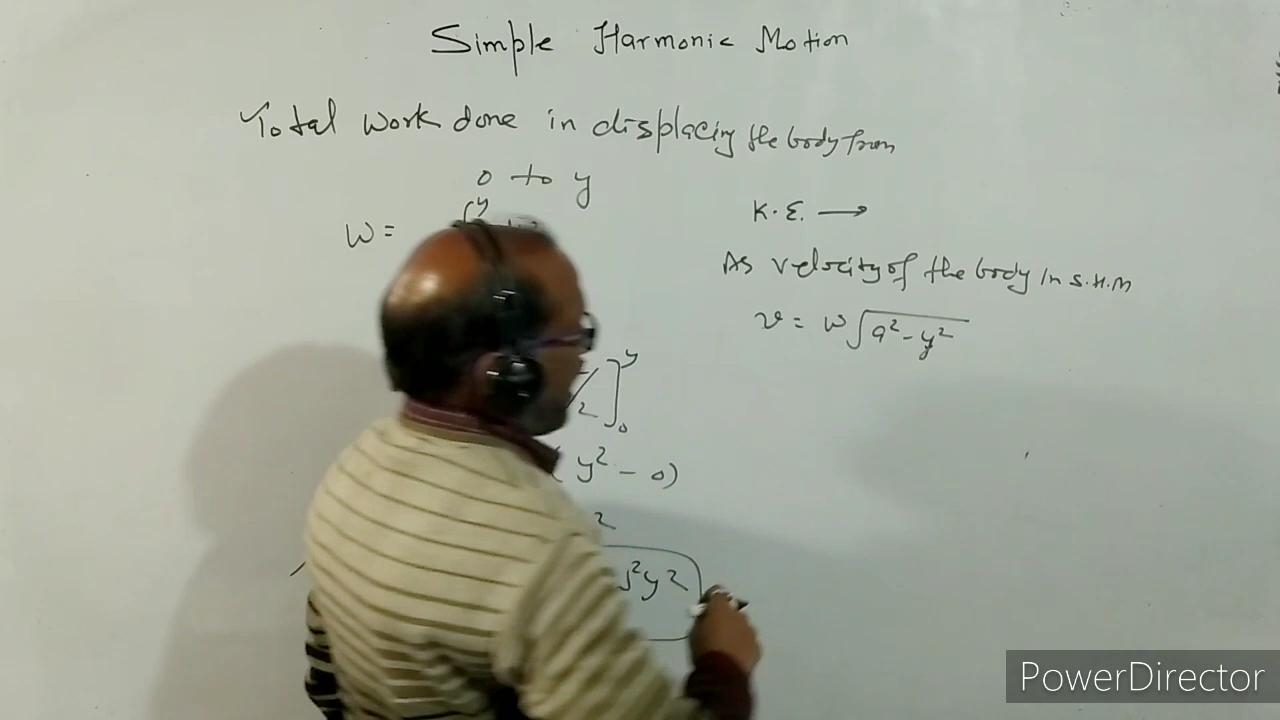 Simple Harmonic Motion
Total work done in displacing the body from
0 to y
W =
y
2 ]
0
y² - 0)
2
²y²
K.E. →
As velocity of the body in S.H.M
v = w√a² - y²
PowerDirector